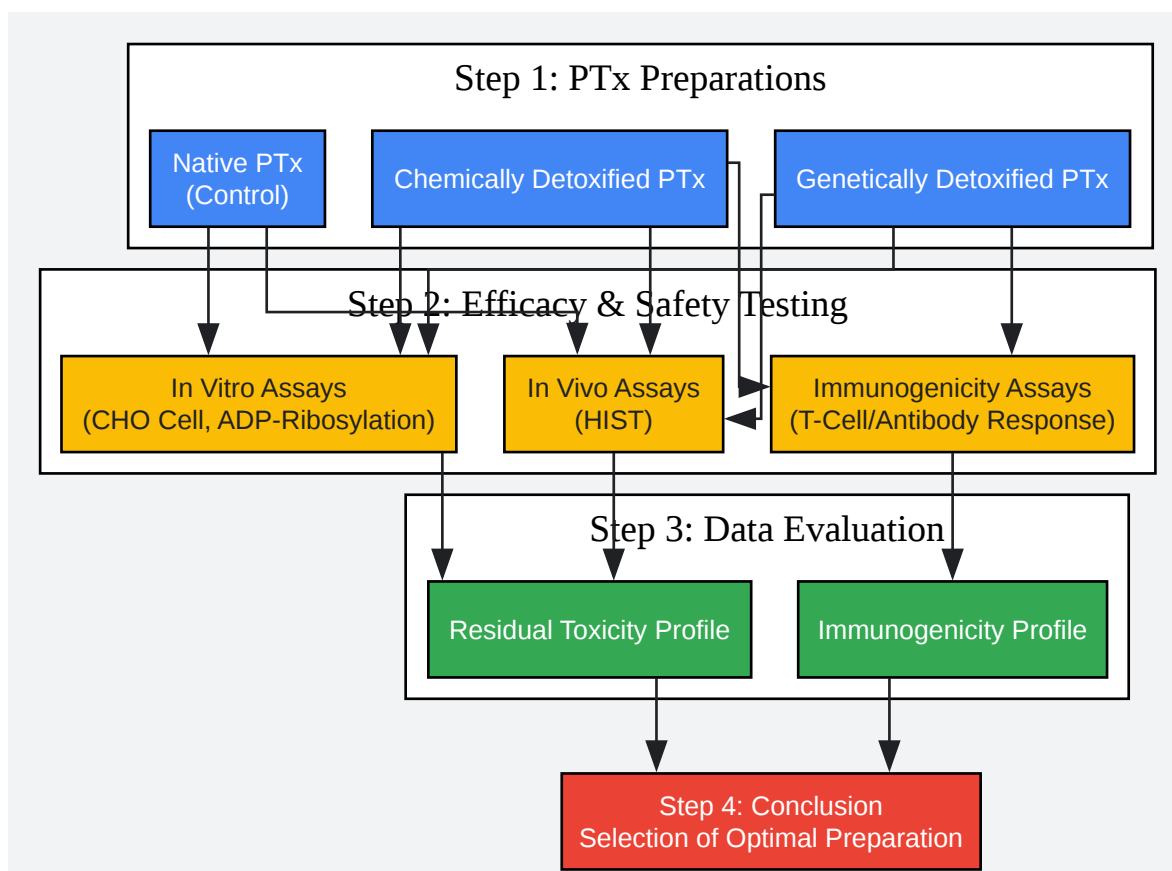 Step 1: PTx Preparations
Native PTx
(Control)
Chemically Detoxified PTx
Genetically Detoxified PTx
Step 2: Efficacy & Safety Testing
In Vitro Assays
(CHO Cell, ADP-Ribosylation)
In Vivo Assays
(HIST)
Immunogenicity Assays
(T-Cell/Antibody Response)
Step 3: Data Evaluation
Residual Toxicity Profile
Immunogenicity Profile
Step 4: Conclusion
Selection of Optimal Preparation